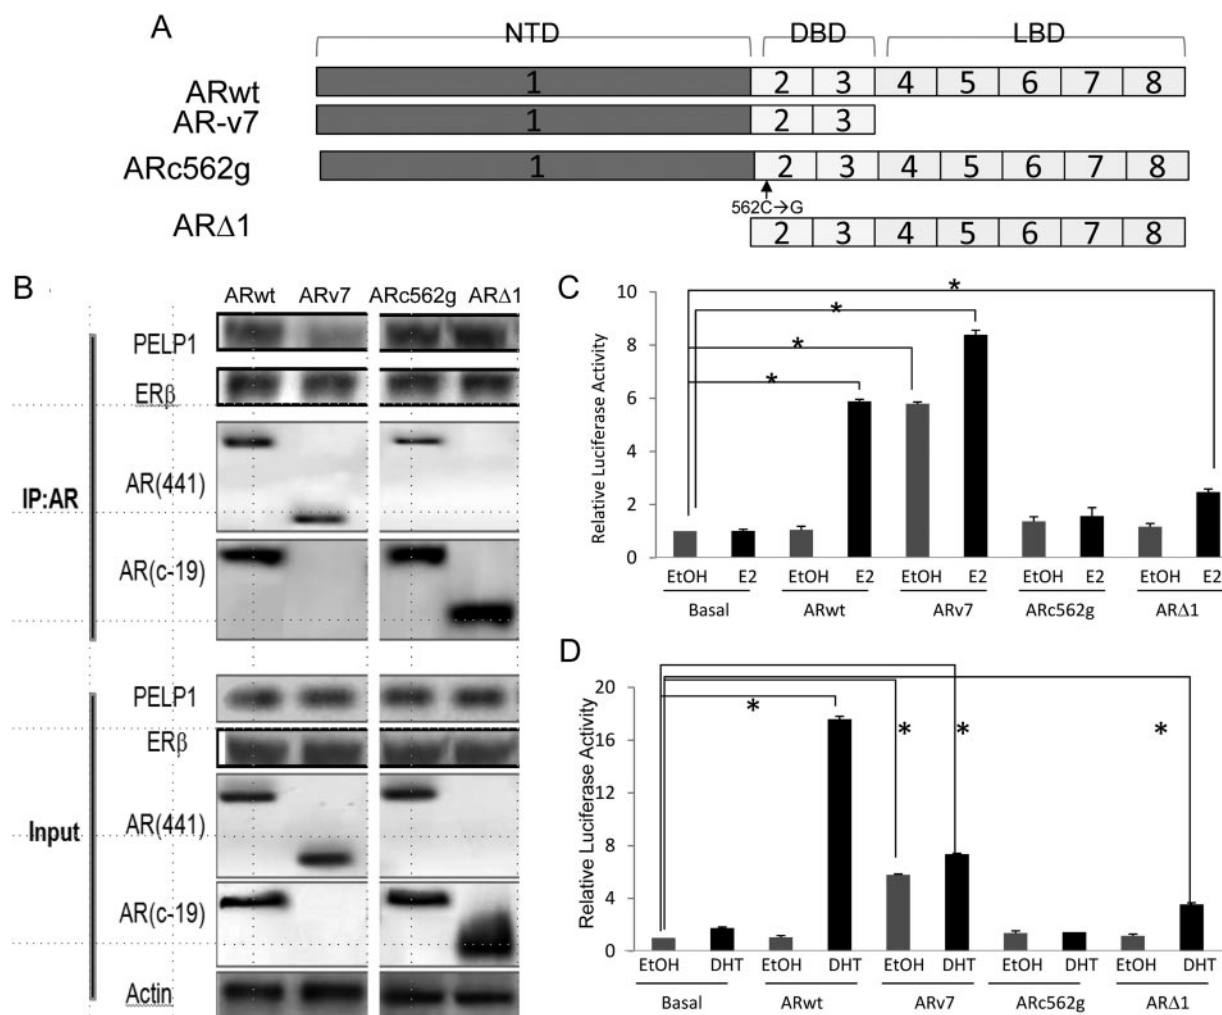 A
NTD DBD LBD
ARwt 1 2 3 4 5 6 7 8
AR-v7 1 2 3
ARc562g 1 2 3 4 5 6 7 8
562C→G
ARΔ1 2 3 4 5 6 7 8
B
ARwt ARv7 ARc562g ARΔ1
IP:AR
PELP1
ERβ
AR(441)
AR(c-19)
Input
PELP1
ERβ
AR(441)
AR(c-19)
Actin
C
Relative Luciferase Activity
10
8
6
4
2
0
* * * *
EtOH E2 EtOH E2 EtOH E2 EtOH E2 EtOH E2
Basal ARwt ARv7 ARc562g ARΔ1
D
Relative Luciferase Activity
20
16
12
8
4
0
* * * *
EtOH DHT EtOH DHT EtOH DHT EtOH DHT EtOH DHT
Basal ARwt ARv7 ARc562g ARΔ1